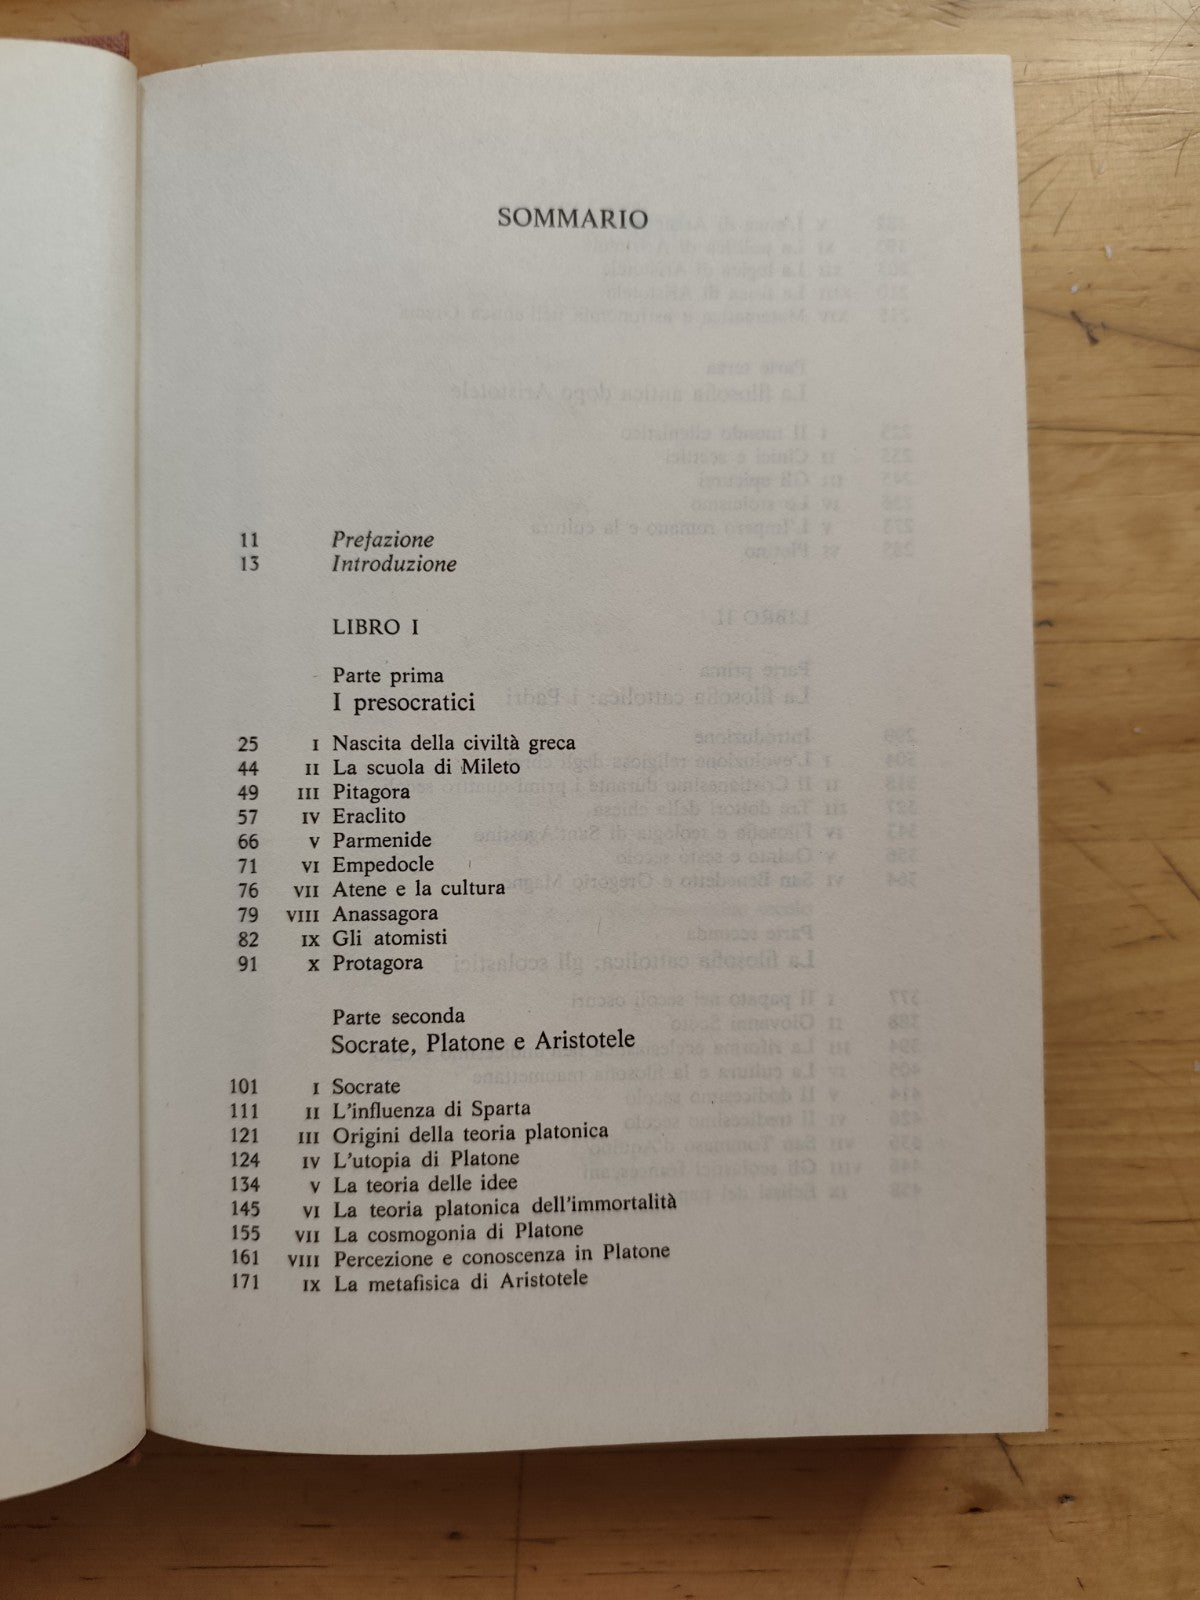 SOMMARIO
11 Prefazione
13 Introduzione
LIBRO I
Parte prima
I presocratici
25 I Nascita della civiltà greca
44 II La scuola di Mileto
49 III Pitagora
57 IV Eraclito
66 V Parmenide
71 VI Empedocle
76 VII Atene e la cultura
79 VIII Anassagora
82 IX Gli atomisti
91 X Protagora
Parte seconda
Socrate, Platone e Aristotele
101 I Socrate
111 II L'influenza di Sparta
121 III Origini della teoria platonica
124 IV L'utopia di Platone
134 V La teoria delle idee
145 VI La teoria platonica dell'immortalità
155 VII La cosmogonia di Platone
161 VIII Percezione e conoscenza in Platone
171 IX La metafisica di Aristotele